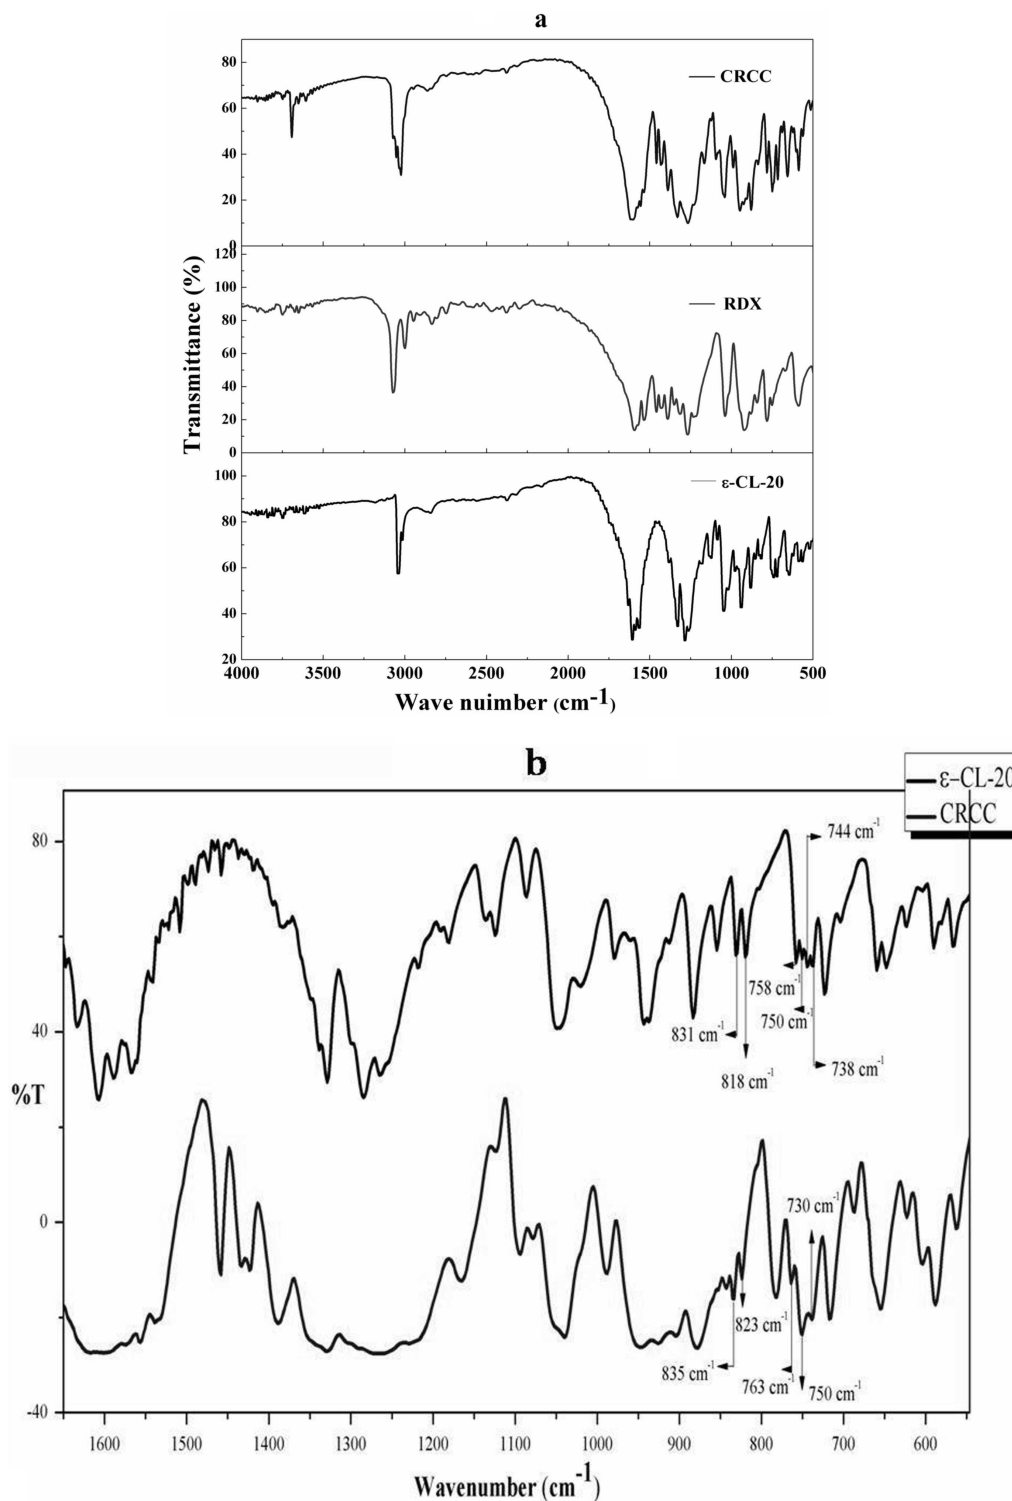 a
CRCC
80
60
40
20
0
RDX
120
100
80
60
40
20
0
ε-CL-20
100
80
60
40
20
Transmittance (%)
4000 3500 3000 2500 2000 1500 1000 500
Wave nuimber (cm-1)
b
ε–CL-20
CRCC
744 cm-1
80
758 cm-1
750 cm-1
831 cm-1
40
738 cm-1
818 cm-1
%T
730 cm-1
0
823 cm-1
835 cm-1
763 cm-1
750 cm-1
-40
1600 1500 1400 1300 1200 1100 1000 900 800 700 600
Wavenumber (cm-1)